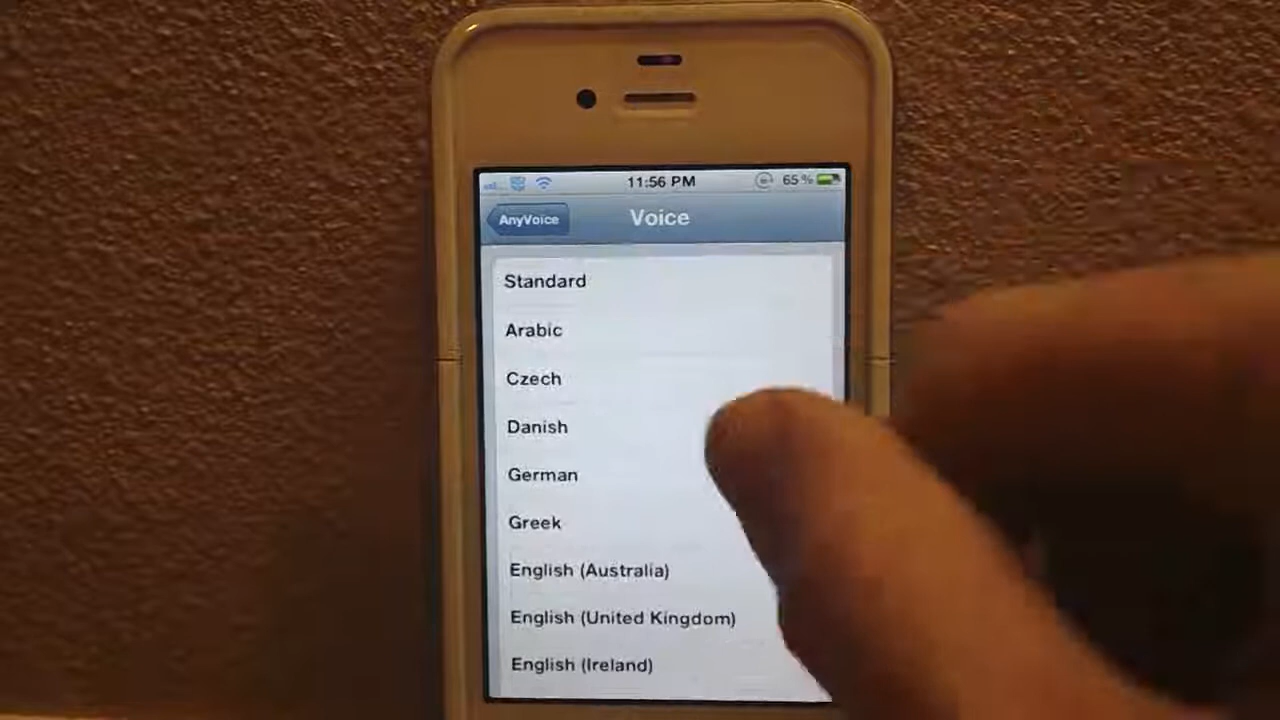 11:56 PM 65%
AnyVoice Voice
Standard
Arabic
Czech
Danish
German
Greek
English (Australia)
English (United Kingdom)
English (Ireland)